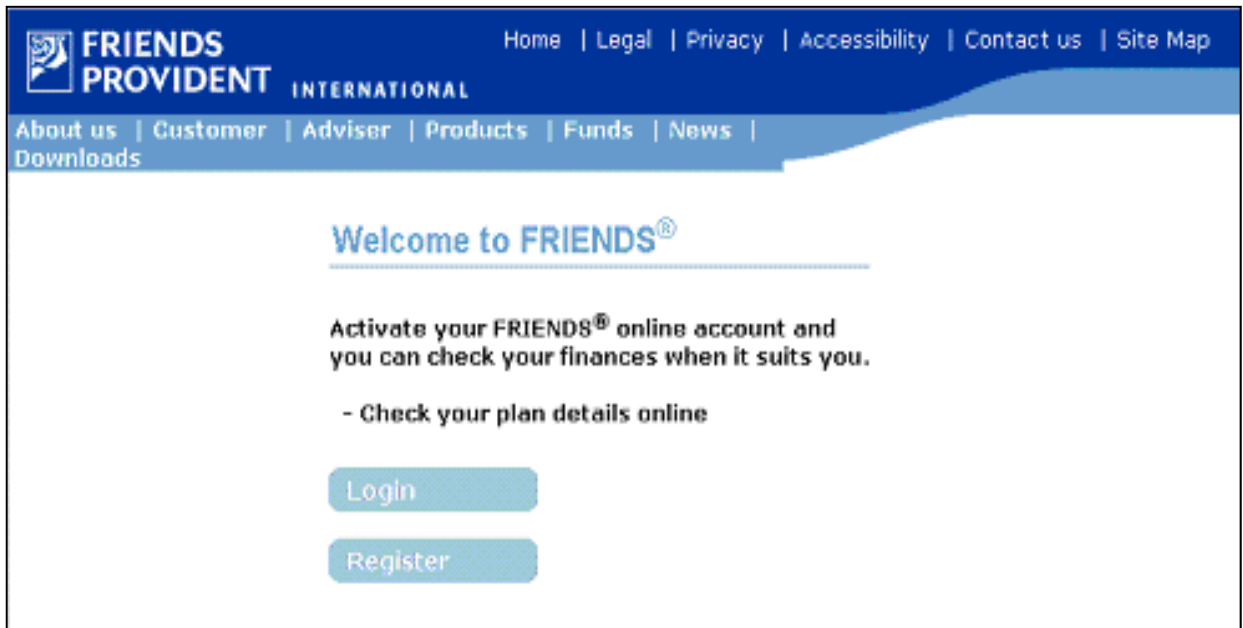 FRIENDS
PROVIDENT INTERNATIONAL
Home | Legal | Privacy | Accessibility | Contact us | Site Map
About us | Customer | Adviser | Products | Funds | News |
Downloads
Welcome to FRIENDS®
Activate your FRIENDS® online account and
you can check your finances when it suits you.
- Check your plan details online
Login
Register